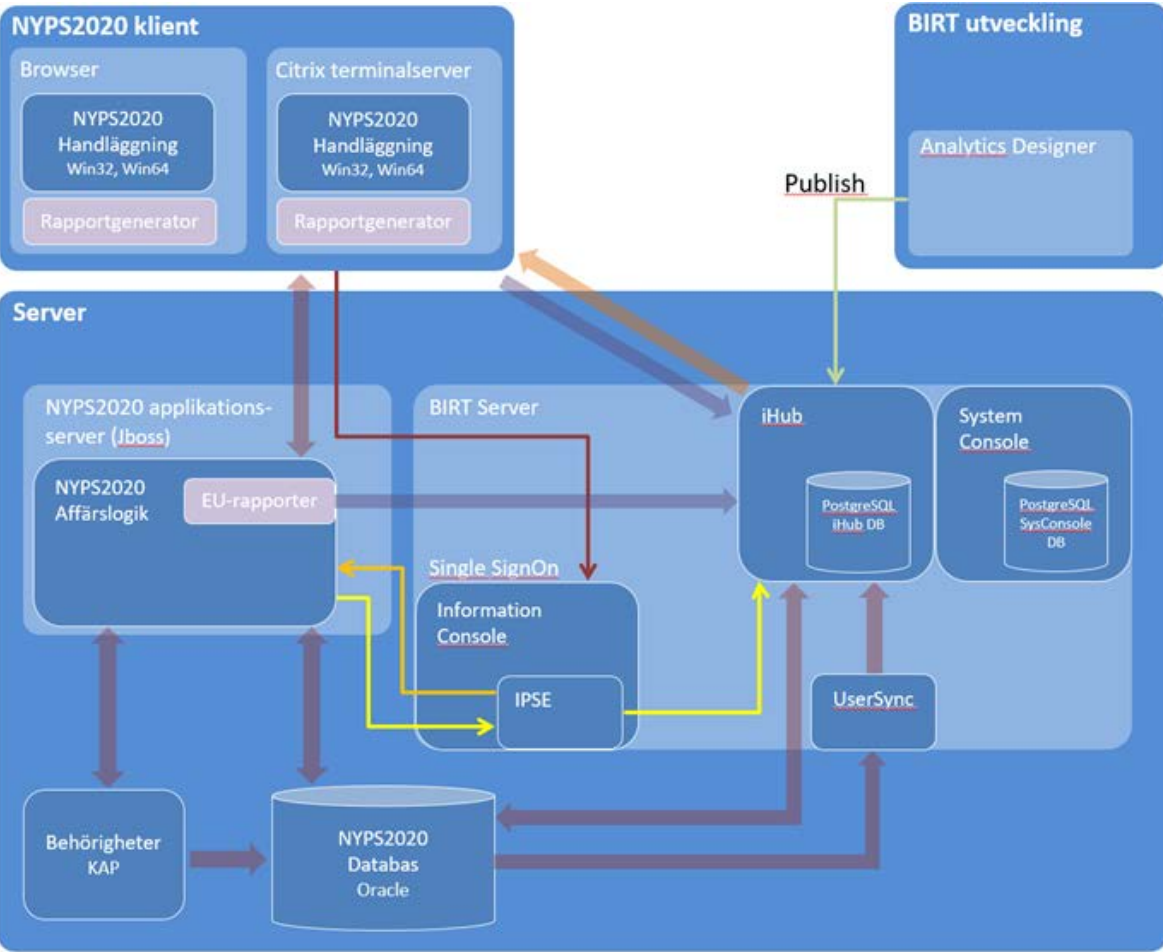 NYPS2020 klient
Browser
NYPS2020
Handläggning
Win32, Win64
Rapportgenerator
Citrix terminalserver
NYPS2020
Handläggning
Win32, Win64
Rapportgenerator
BIRT utveckling
Analytics Designer
Publish
Server
NYPS2020 applikations-
server (Jboss)
NYPS2020
Affärslogik
EU-rapporter
BIRT Server
iHub
PostgreSQL
iHub DB
System
Console
PostgreSQL
SysConsole
DB
Single SignOn
Information
Console
IPSE
UserSync
Behörigheter
KAP
NYPS2020
Databas
Oracle